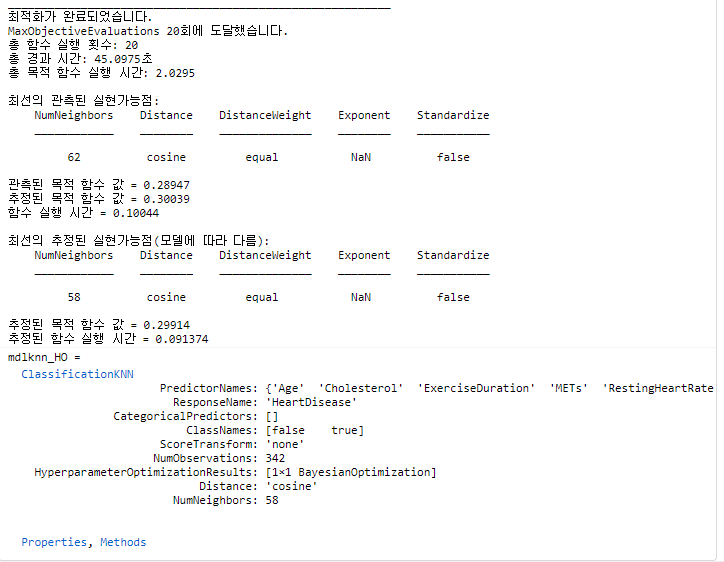 최적화가 완료되었습니다.
MaxObjectiveEvaluations 20회에 도달했습니다.
총 함수 실행 횟수: 20
총 경과 시간: 45.0975초
총 목적 함수 실행 시간: 2.0295
최선의 관측된 실현가능점:
NumNeighbors Distance DistanceWeight Exponent Standardize
62 cosine equal NaN false
관측된 목적 함수 값 = 0.28947
추정된 목적 함수 값 = 0.30039
함수 실행 시간 = 0.10044
최선의 추정된 실현가능점(모델에 따라 다름):
NumNeighbors Distance DistanceWeight Exponent Standardize
58 cosine equal NaN false
추정된 목적 함수 값 = 0.29914
추정된 함수 실행 시간 = 0.091374
mdlknn_HO =
ClassificationKNN
PredictorNames: {'Age' 'Cholesterol' 'ExerciseDuration' 'METs' 'RestingHeartRate
ResponseName: 'HeartDisease'
CategoricalPredictors: []
ClassNames: [false true]
ScoreTransform: 'none'
NumObservations: 342
HyperparameterOptimizationResults: [1×1 BayesianOptimization]
Distance: 'cosine'
NumNeighbors: 58
Properties, Methods